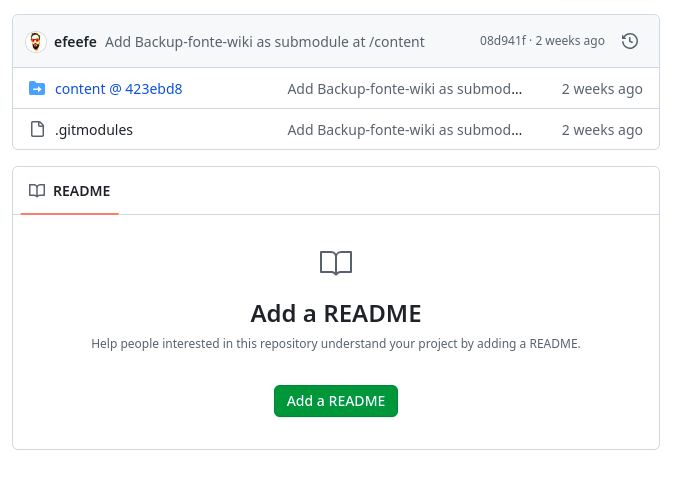 efeefe Add Backup-fonte-wiki as submodule at /content 08d941f · 2 weeks ago
content @ 423ebd8 Add Backup-fonte-wiki as submod... 2 weeks ago
.gitmodules Add Backup-fonte-wiki as submod... 2 weeks ago
README
Add a README
Help people interested in this repository understand your project by adding a README.
Add a README